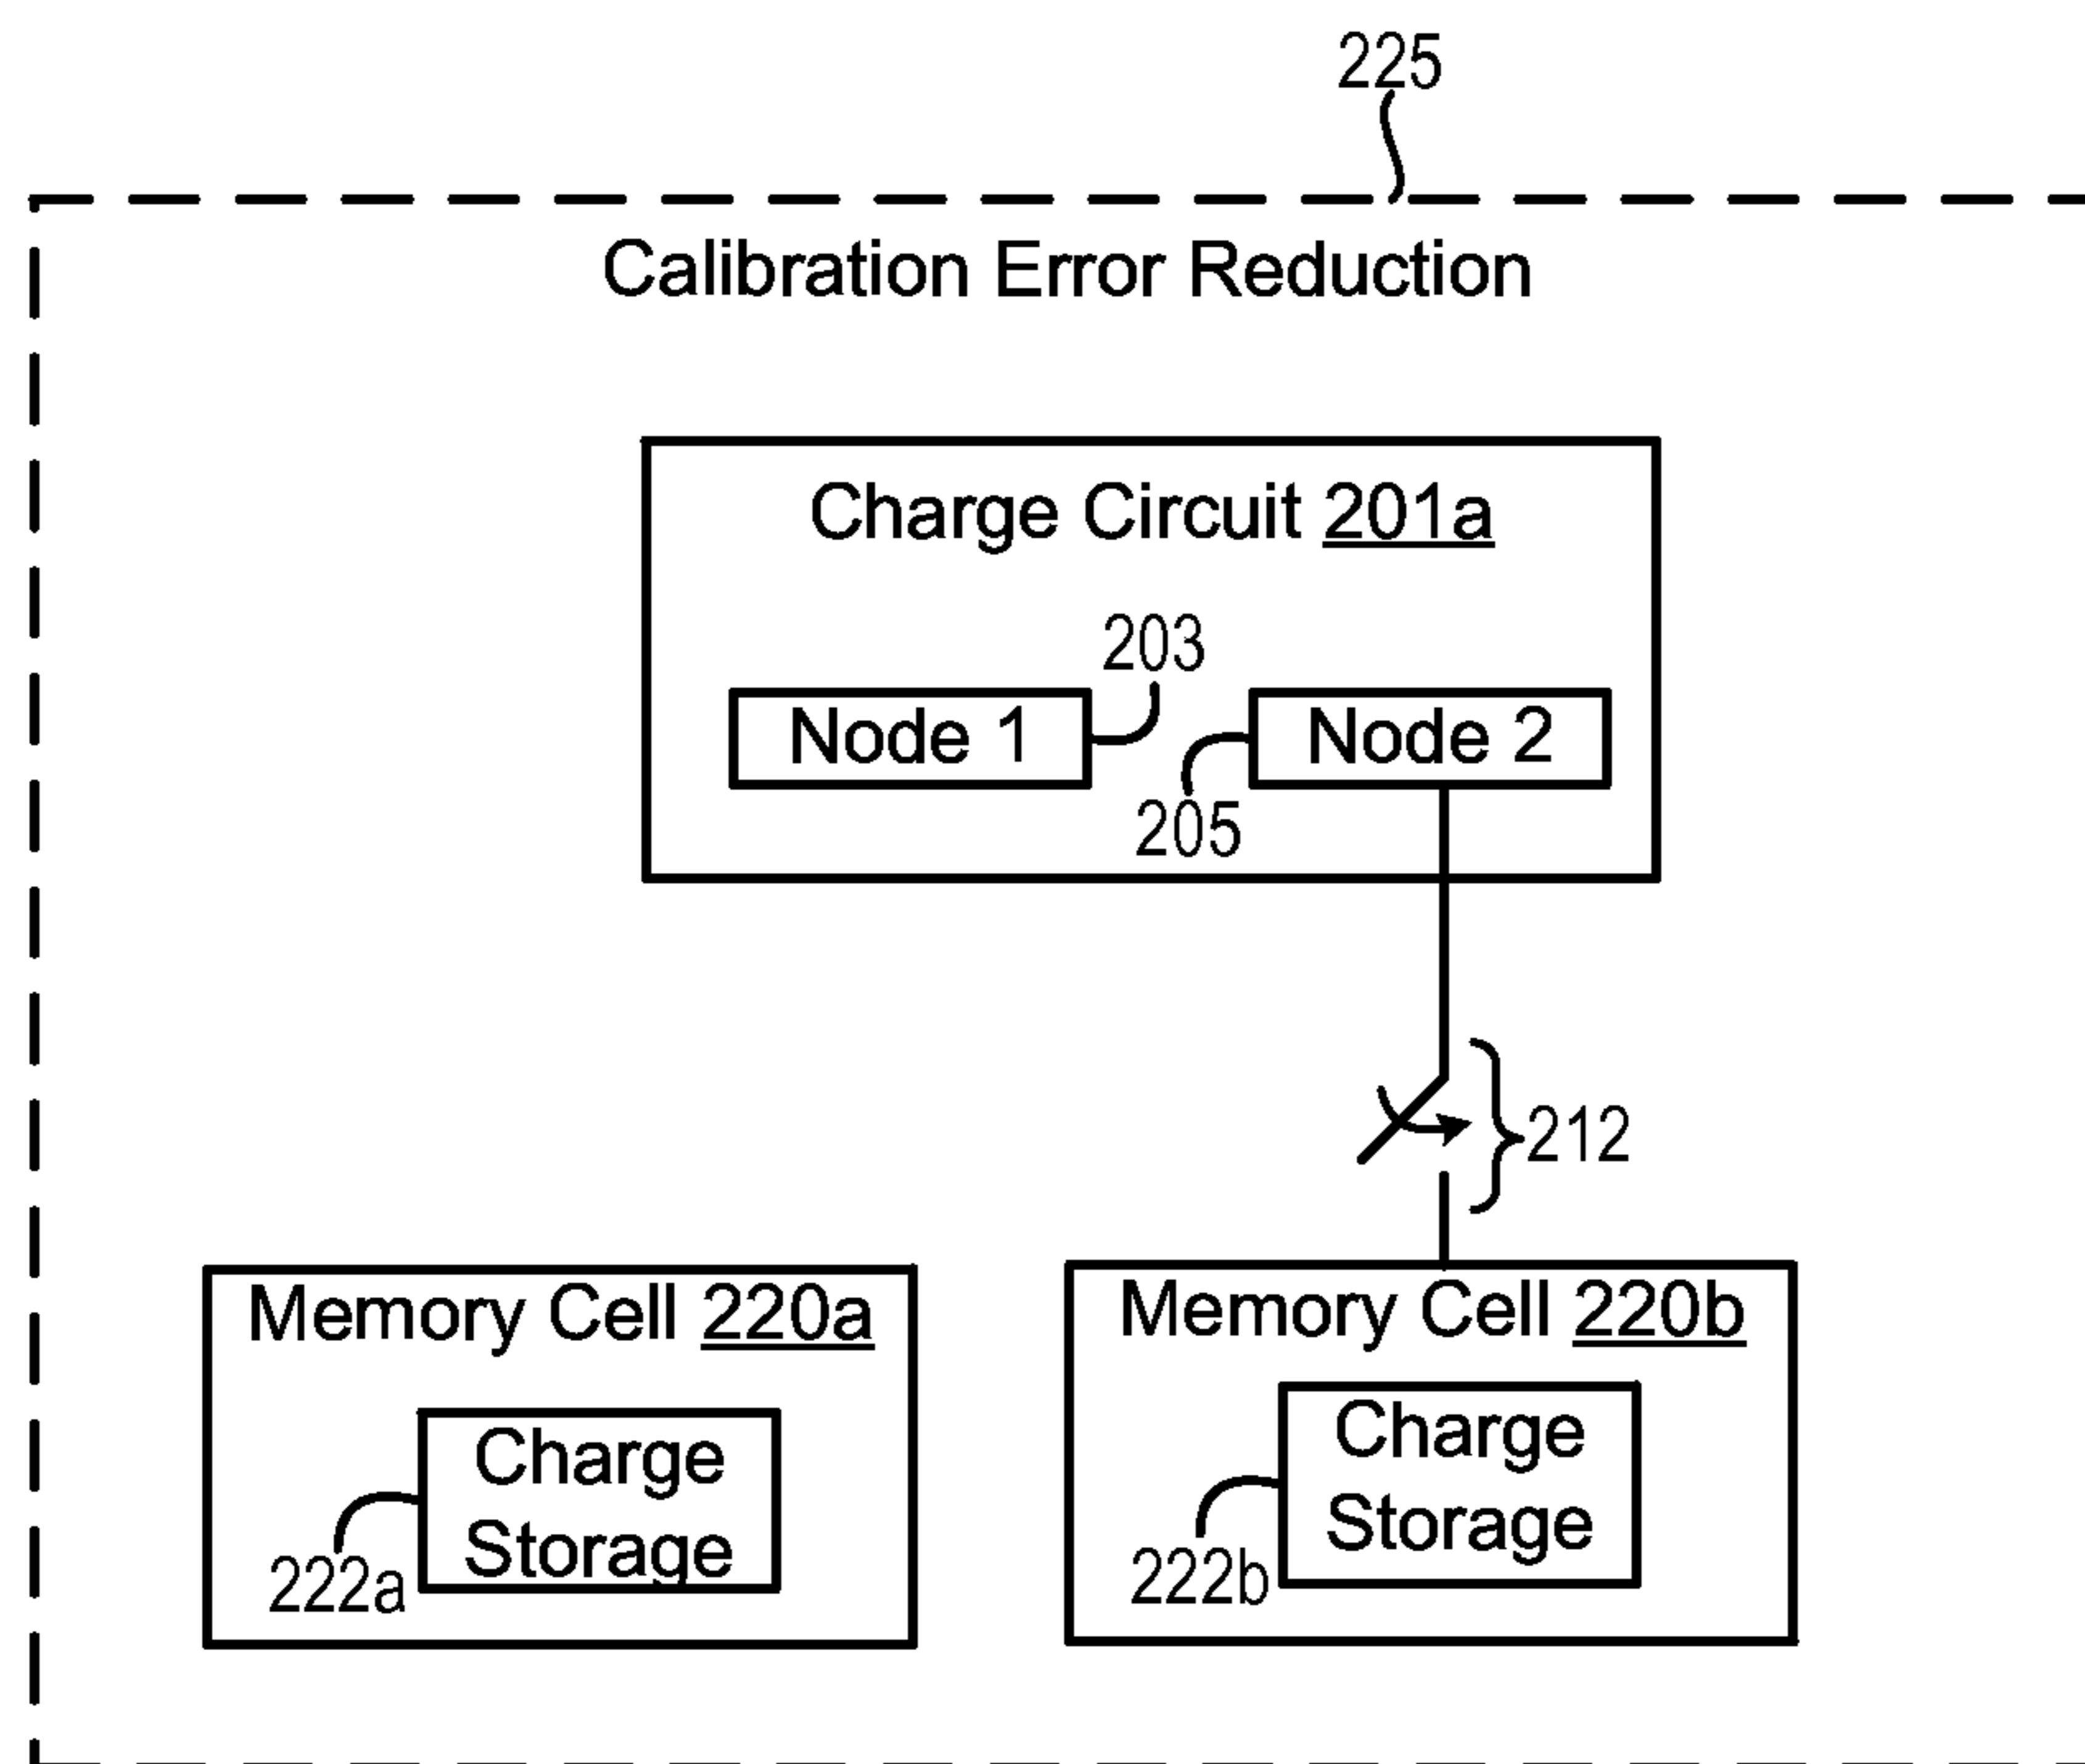 225
Calibration Error Reduction
Charge Circuit 201a
203
Node 1
Node 2
205
212
Memory Cell 220a
Charge
Storage
222a
Memory Cell 220b
Charge
Storage
222b